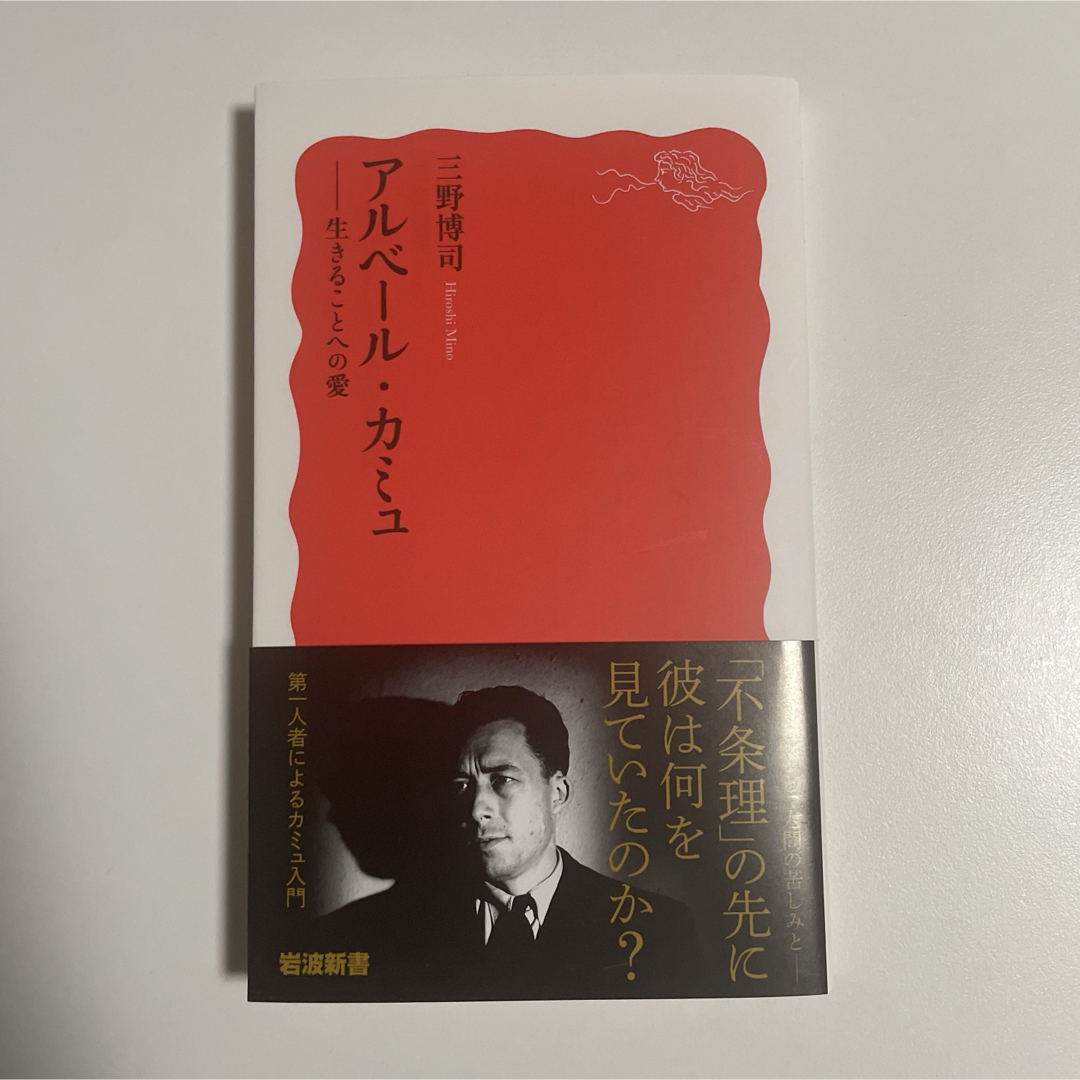 三野博司
Hiroshi Mino
アルベール・カミュ
——生きることへの愛
間の苦しみと——
「不条理」の先に
彼は何を
見ていたのか?
第一人者によるカミュ入門
岩波新書